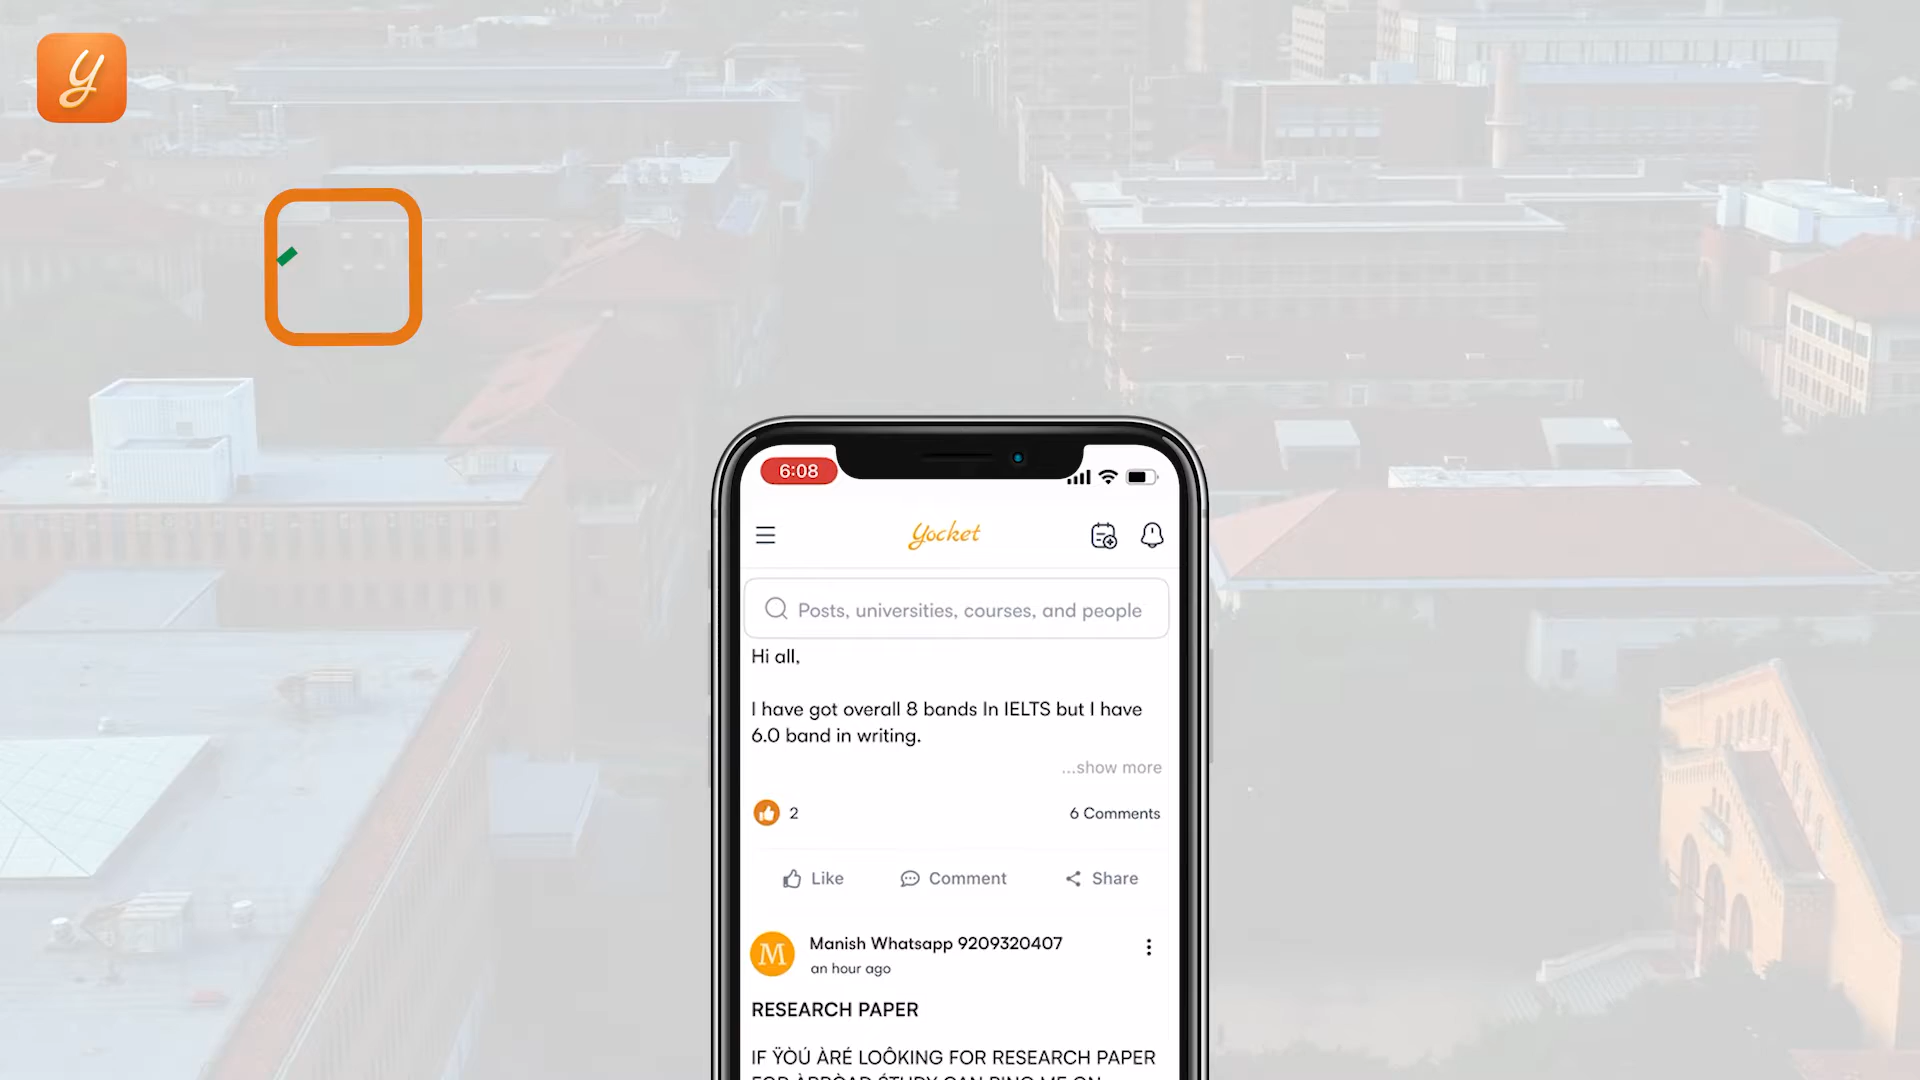 y
6:08
yocket
Posts, universities, courses, and people
Hi all,
I have got overall 8 bands In IELTS but I have
6.0 band in writing.
...show more
2
6 Comments
Like
Comment
Share
M
Manish Whatsapp 9209320407
an hour ago
RESEARCH PAPER
IF ŸÒÚ ÀRÉ LOÔKING FOR RESEARCH PAPER